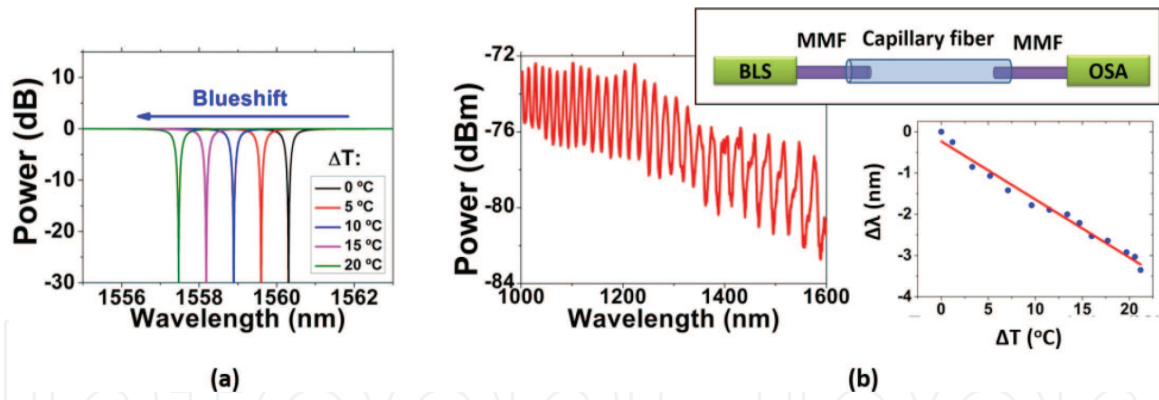 Power (dB)
10
0
-10
-20
-30
Blueshift
ΔT:
0 ºC
5 ºC
10 ºC
15 ºC
20 ºC
1556 1558 1560 1562
Wavelength (nm)
(a)
Power (dBm)
-72
-76
-80
-84
1000 1200 1400 1600
Wavelength (nm)
MMF Capillary fiber MMF
BLS OSA
Δλ (nm)
0
-1
-2
-3
-4
0 5 10 15 20
ΔT (ºC)
(b)